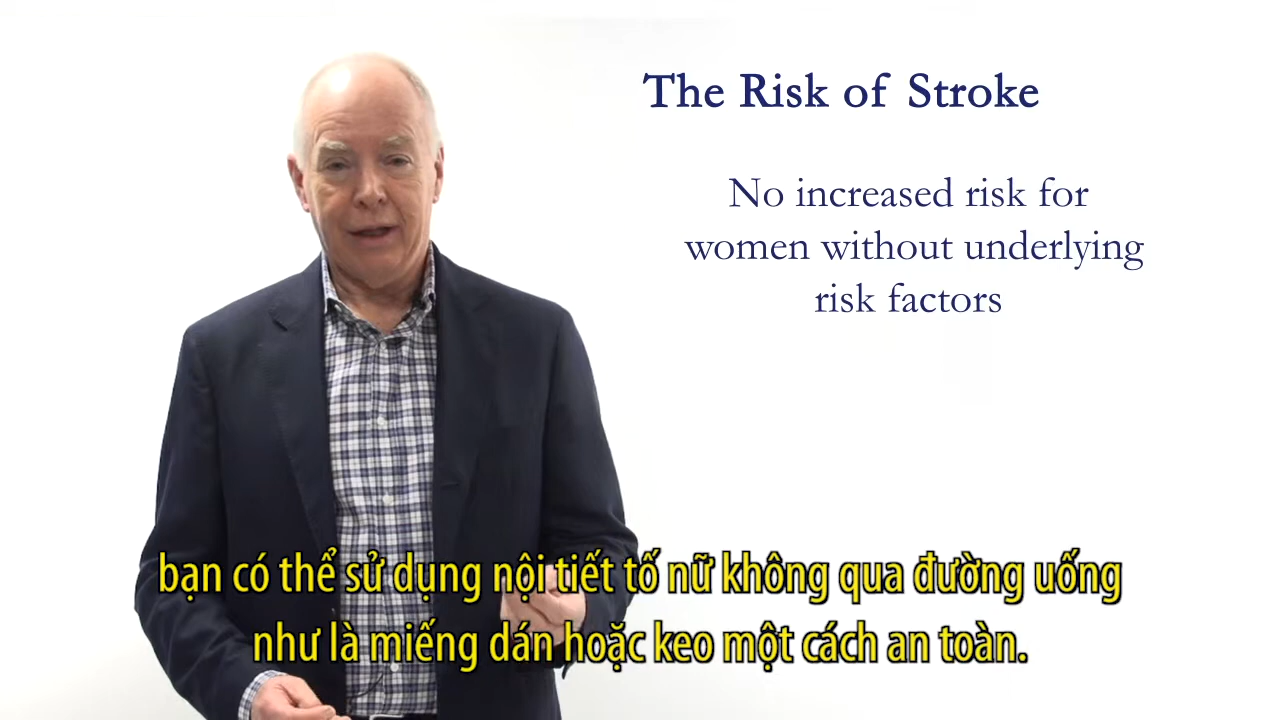 The Risk of Stroke
No increased risk for
women without underlying
risk factors
bạn có thể sử dụng nội tiết tố nữ không qua đường uống
như là miếng dán hoặc keo một cách an toàn.